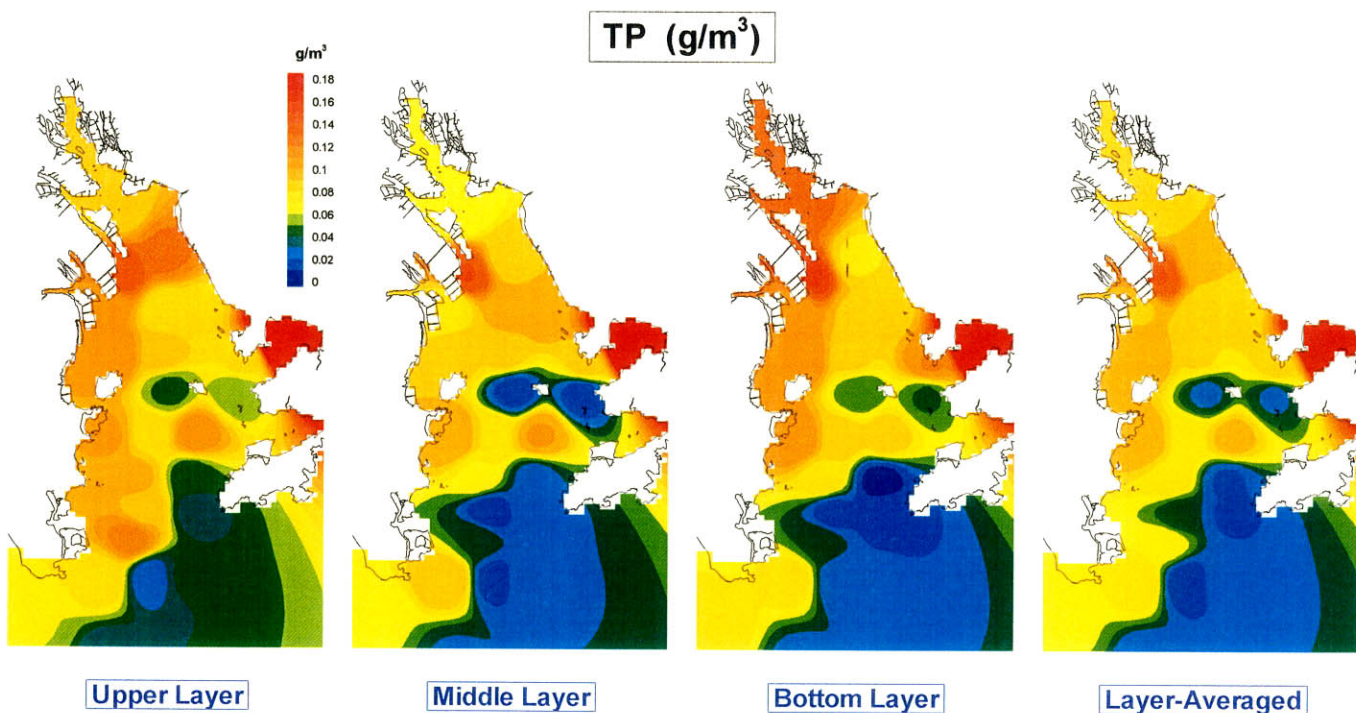 TP (g/m³)
g/m³
0.18
0.16
0.14
0.12
0.1
0.08
0.06
0.04
0.02
0
Upper Layer
Middle Layer
Bottom Layer
Layer-Averaged